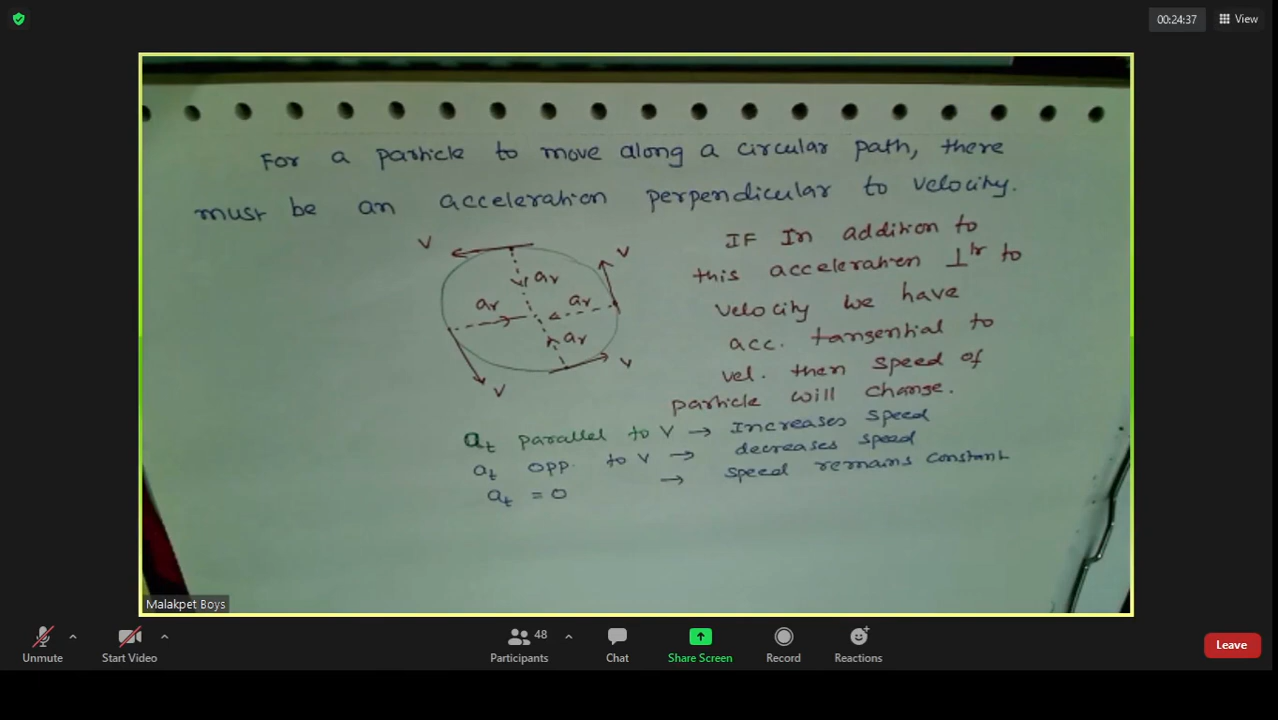 00:24:37
View
For a particle to move along a circular path, there
must be an acceleration perpendicular to velocity.
V
ar
V
ar
ar
ar
V
V
IF In addition to
this acceleration ⊥lr to
velocity we have
acc. tangential to
vel. then speed of
particle will change.
at parallel to V → Increases speed
at opp. to V → decreases speed
at = 0 → speed remains constant
Malakpet Boys
Unmute
Start Video
48
Participants
Chat
Share Screen
Record
Reactions
Leave